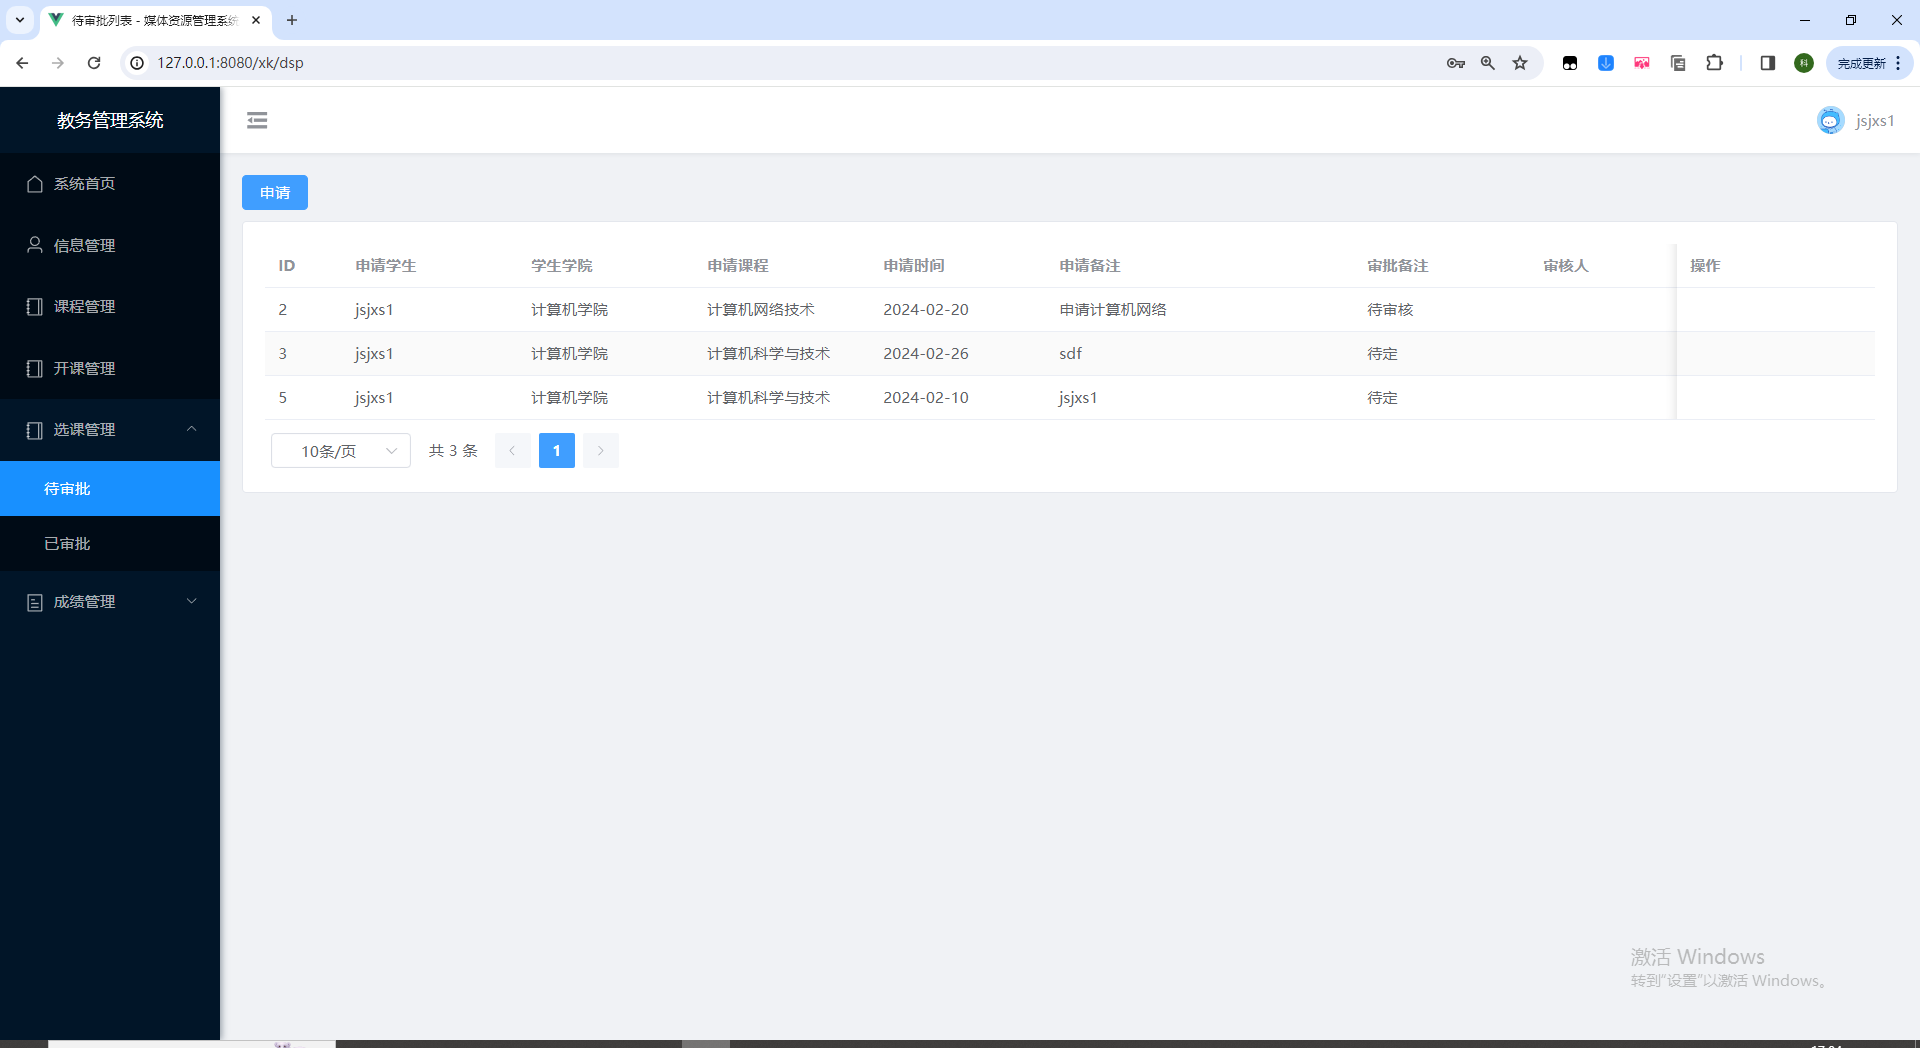 待审批列表 - 媒体资源管理系统
127.0.0.1:8080/xk/dsp
科
完成更新
教务管理系统
jsjxs1
系统首页
信息管理
课程管理
开课管理
选课管理
待审批
已审批
成绩管理
申请
ID 申请学生 学生学院 申请课程 申请时间 申请备注 审批备注 审核人 操作
2 jsjxs1 计算机学院 计算机网络技术 2024-02-20 申请计算机网络 待审核
3 jsjxs1 计算机学院 计算机科学与技术 2024-02-26 sdf 待定
5 jsjxs1 计算机学院 计算机科学与技术 2024-02-10 jsjxs1 待定
10条/页 共 3 条 1
激活 Windows
转到"设置"以激活 Windows。